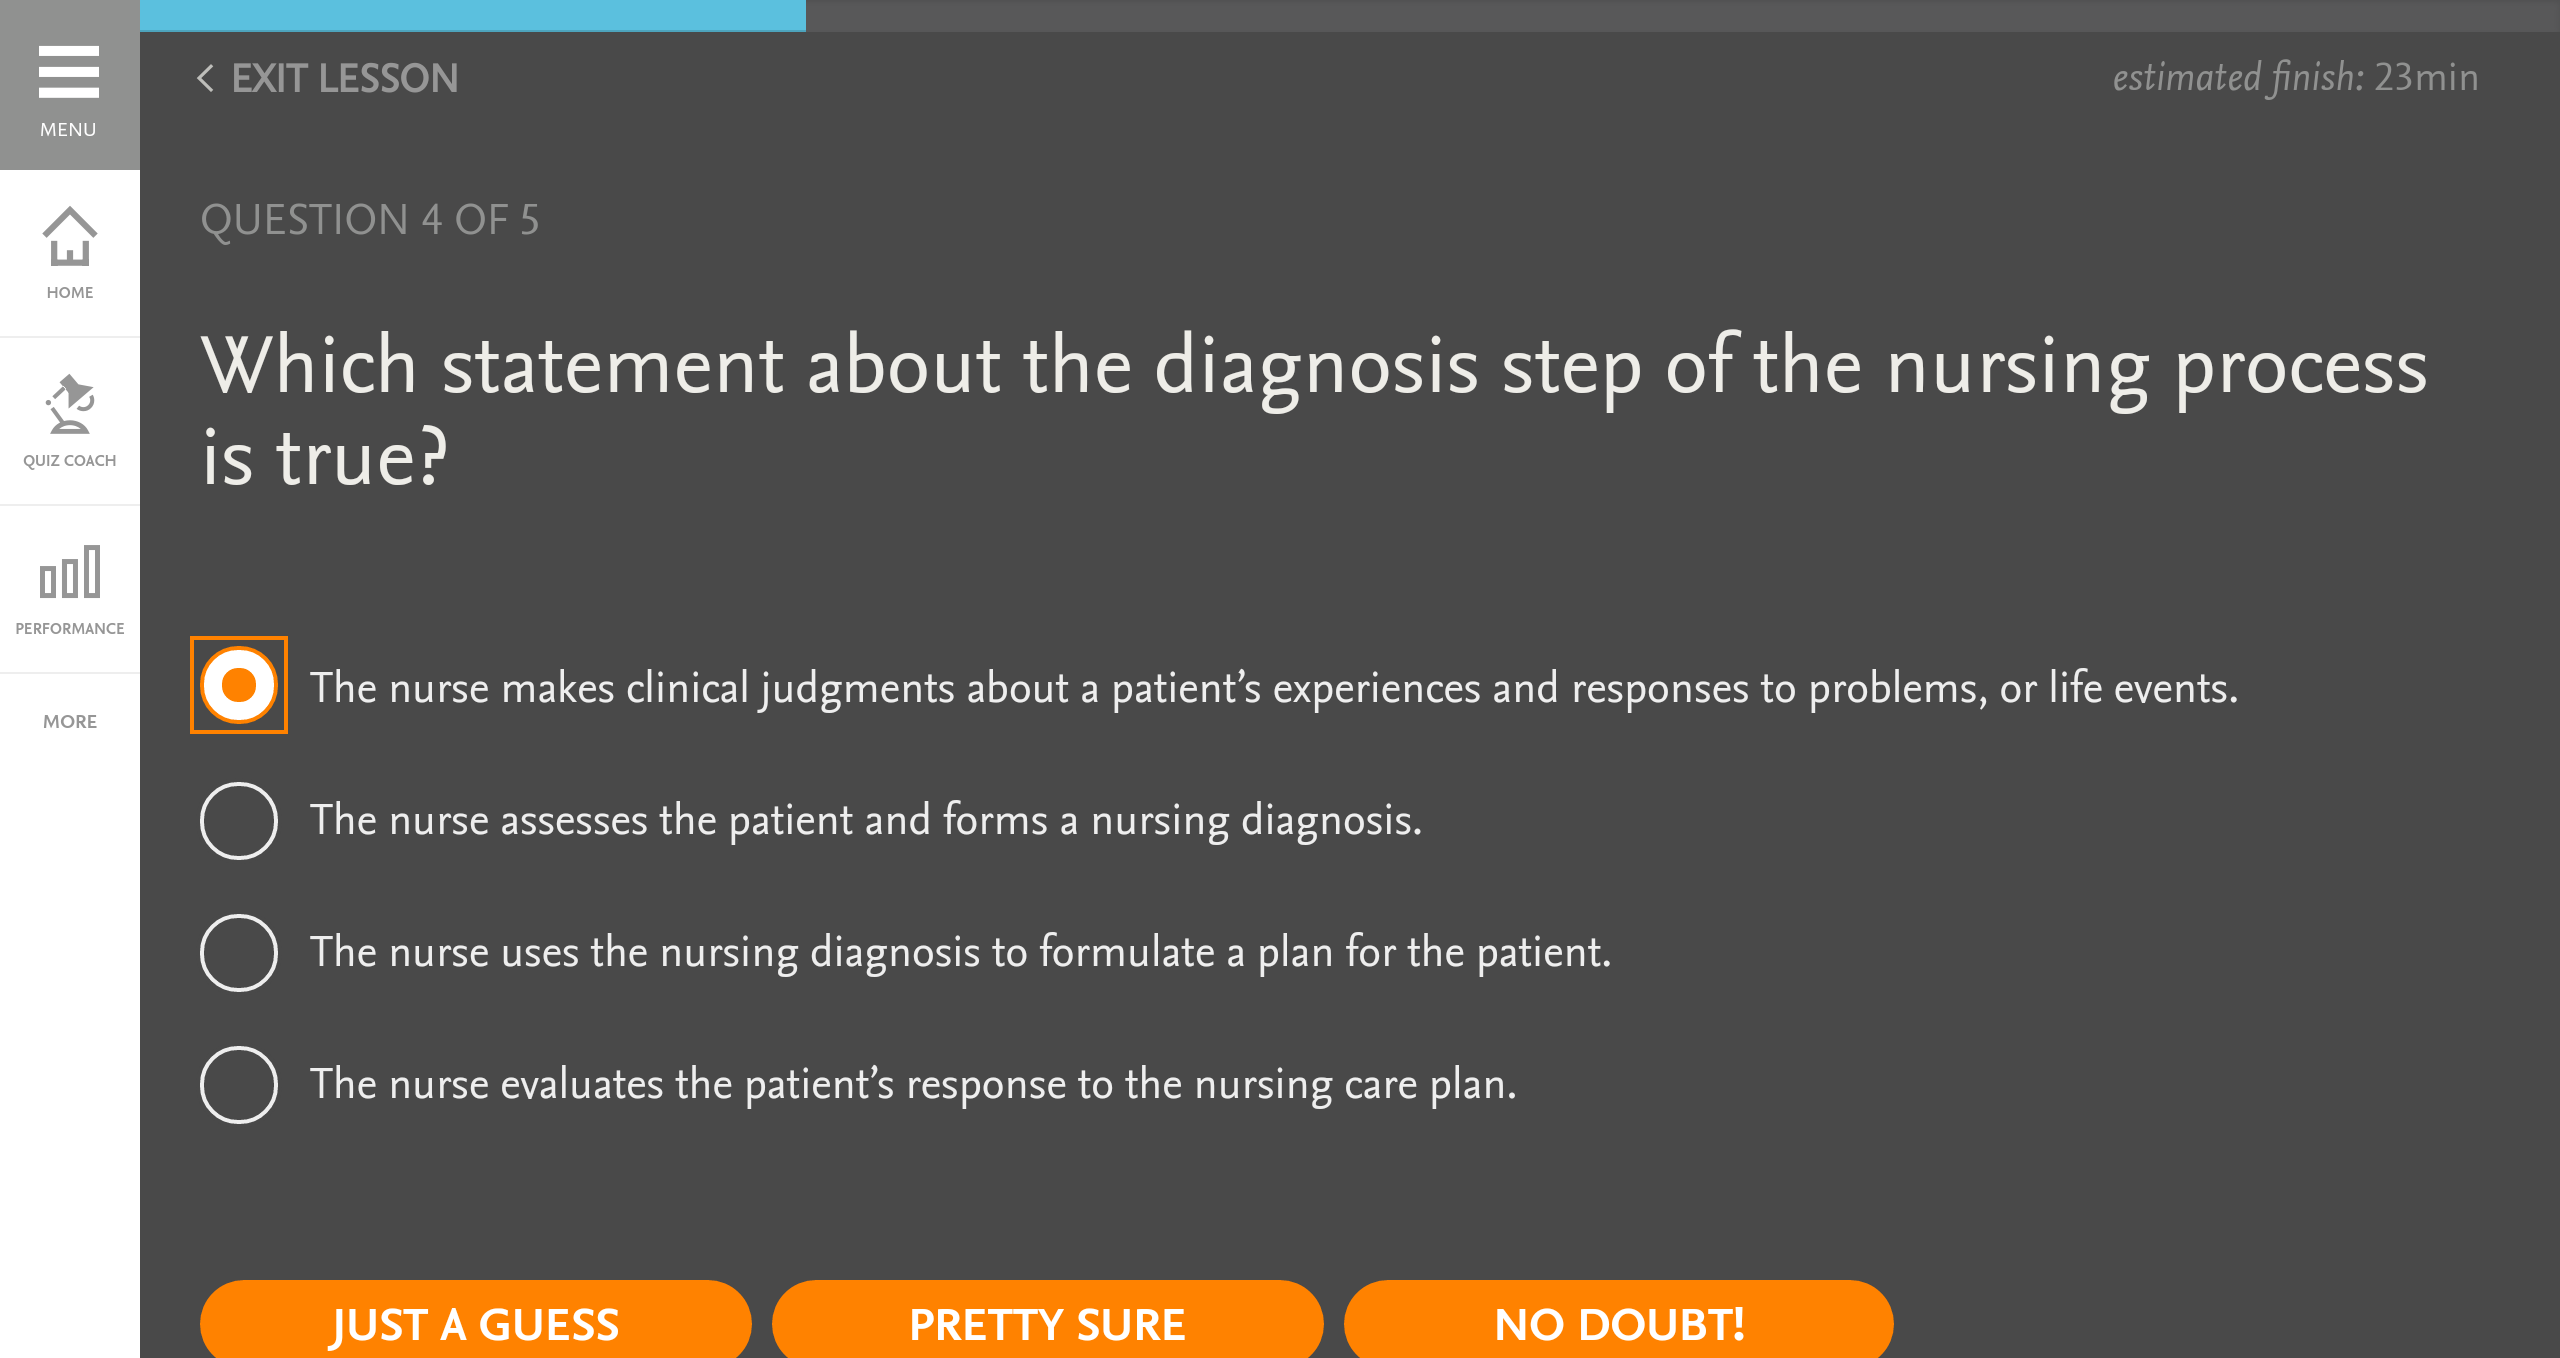 MENU
HOME
QUIZ COACH
PERFORMANCE
MORE
EXIT LESSON
estimated finish: 23min
QUESTION 4 OF 5
Which statement about the diagnosis step of the nursing process
is true?
The nurse makes clinical judgments about a patient’s experiences and responses to problems, or life events.
The nurse assesses the patient and forms a nursing diagnosis.
The nurse uses the nursing diagnosis to formulate a plan for the patient.
The nurse evaluates the patient’s response to the nursing care plan.
JUST A GUESS
PRETTY SURE
NO DOUBT!